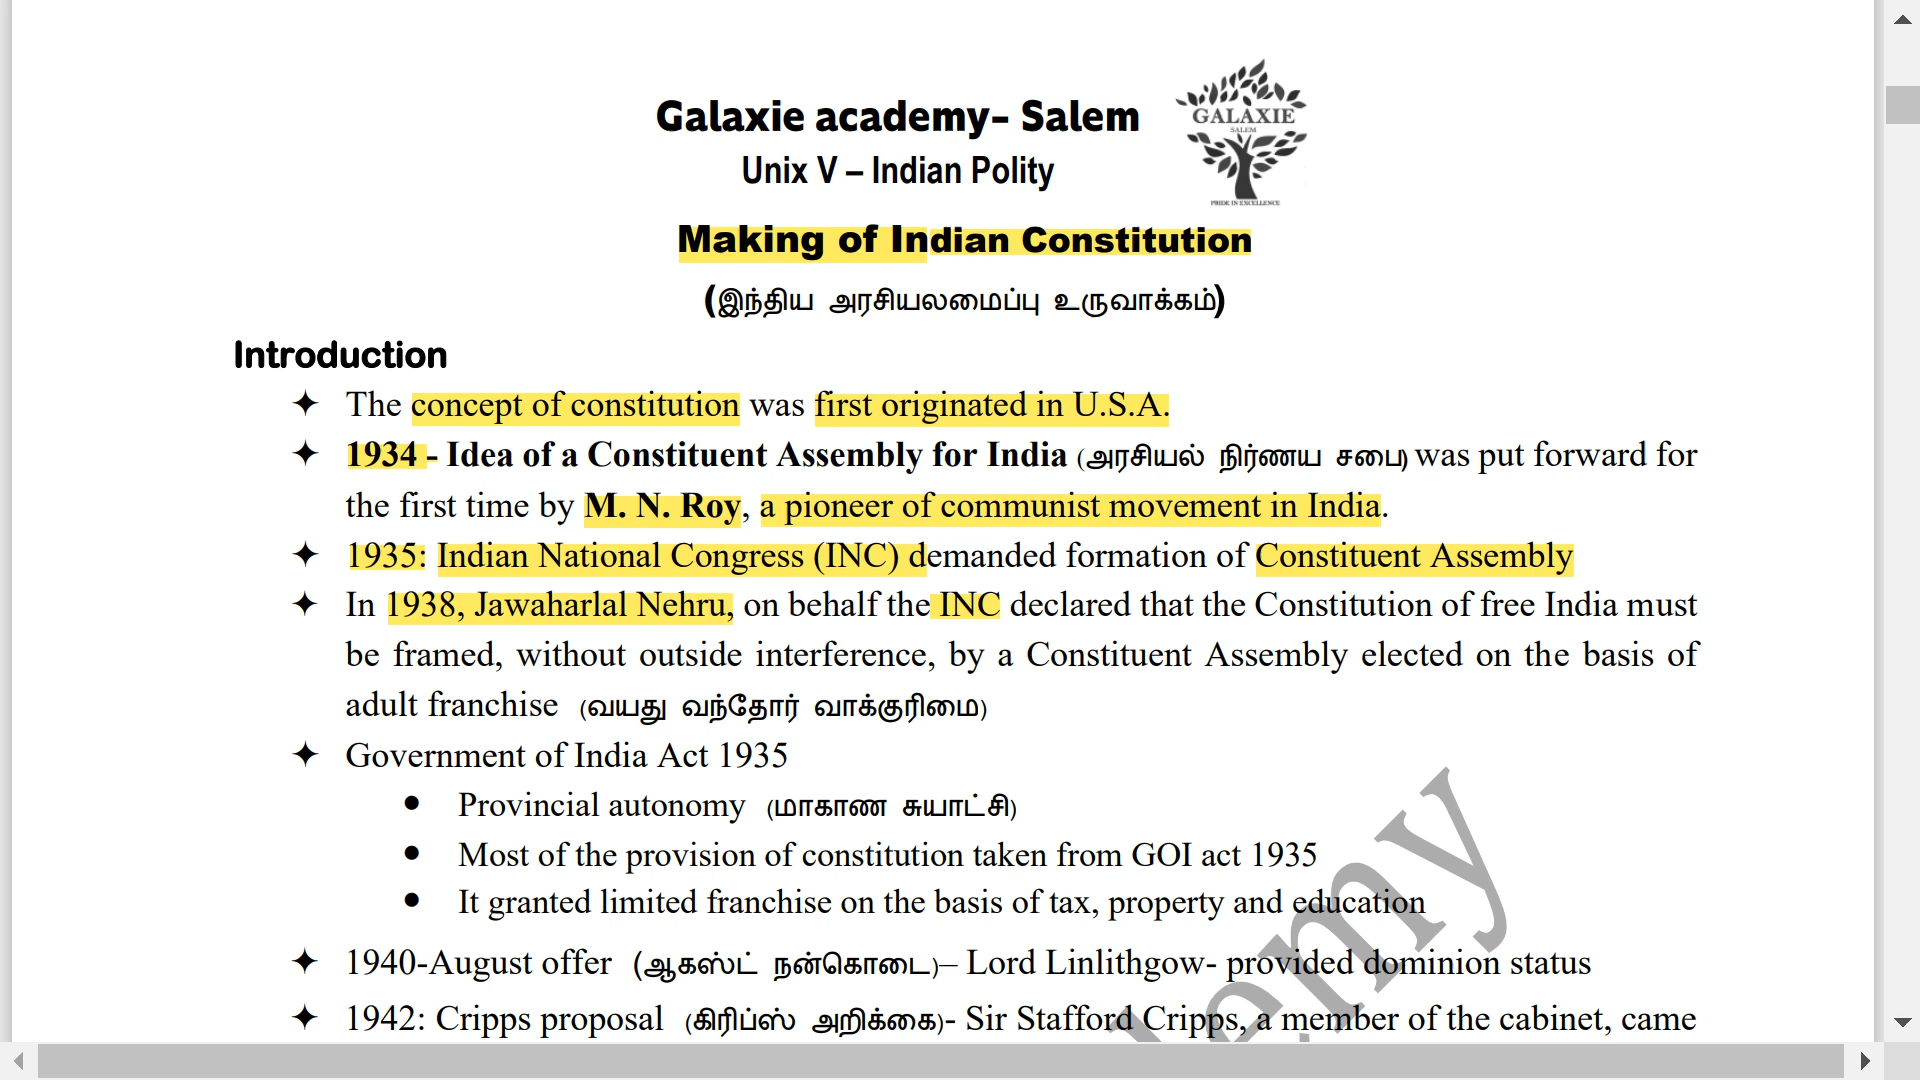 Galaxie academy– Salem
GALAXIE
SALEM
PRIDE IN EXCELLENCE
Unix V – Indian Polity
Making of Indian Constitution
(இந்திய அரசியலமைப்பு உருவாக்கம்)
Introduction
✦ The concept of constitution was first originated in U.S.A.
✦ 1934 - Idea of a Constituent Assembly for India (அரசியல் நிர்ணய சபை) was put forward for
the first time by M. N. Roy, a pioneer of communist movement in India.
✦ 1935: Indian National Congress (INC) demanded formation of Constituent Assembly
✦ In 1938, Jawaharlal Nehru, on behalf the INC declared that the Constitution of free India must
be framed, without outside interference, by a Constituent Assembly elected on the basis of
adult franchise (வயது வந்தோர் வாக்குரிமை)
✦ Government of India Act 1935
• Provincial autonomy (மாகாண சுயாட்சி)
• Most of the provision of constitution taken from GOI act 1935
• It granted limited franchise on the basis of tax, property and education
✦ 1940-August offer (ஆகஸ்ட் நன்கொடை)– Lord Linlithgow- provided dominion status
✦ 1942: Cripps proposal (கிரிப்ஸ் அறிக்கை)- Sir Stafford Cripps, a member of the cabinet, came